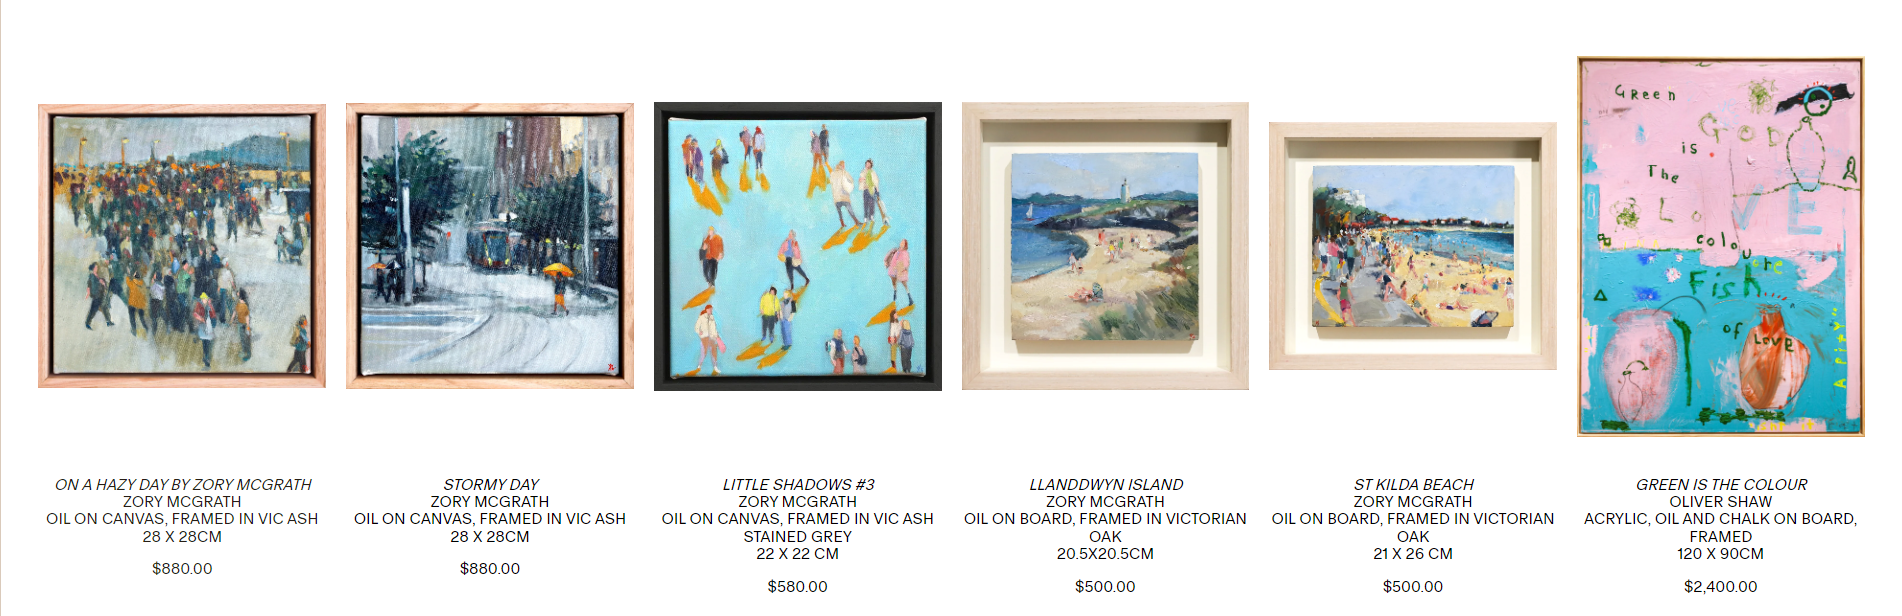 Green
GOD
is
The
Lo
VE
colour
the
Fish
of
Love
ON A HAZY DAY BY ZORY MCGRATH
ZORY MCGRATH
OIL ON CANVAS, FRAMED IN VIC ASH
28 X 28CM
$880.00
STORMY DAY
ZORY MCGRATH
OIL ON CANVAS, FRAMED IN VIC ASH
28 X 28CM
$880.00
LITTLE SHADOWS #3
ZORY MCGRATH
OIL ON CANVAS, FRAMED IN VIC ASH
STAINED GREY
22 X 22 CM
$580.00
LLANDDWYN ISLAND
ZORY MCGRATH
OIL ON BOARD, FRAMED IN VICTORIAN
OAK
20.5X20.5CM
$500.00
ST KILDA BEACH
ZORY MCGRATH
OIL ON BOARD, FRAMED IN VICTORIAN
OAK
21 X 26 CM
$500.00
GREEN IS THE COLOUR
OLIVER SHAW
ACRYLIC, OIL AND CHALK ON BOARD,
FRAMED
120 X 90CM
$2,400.00